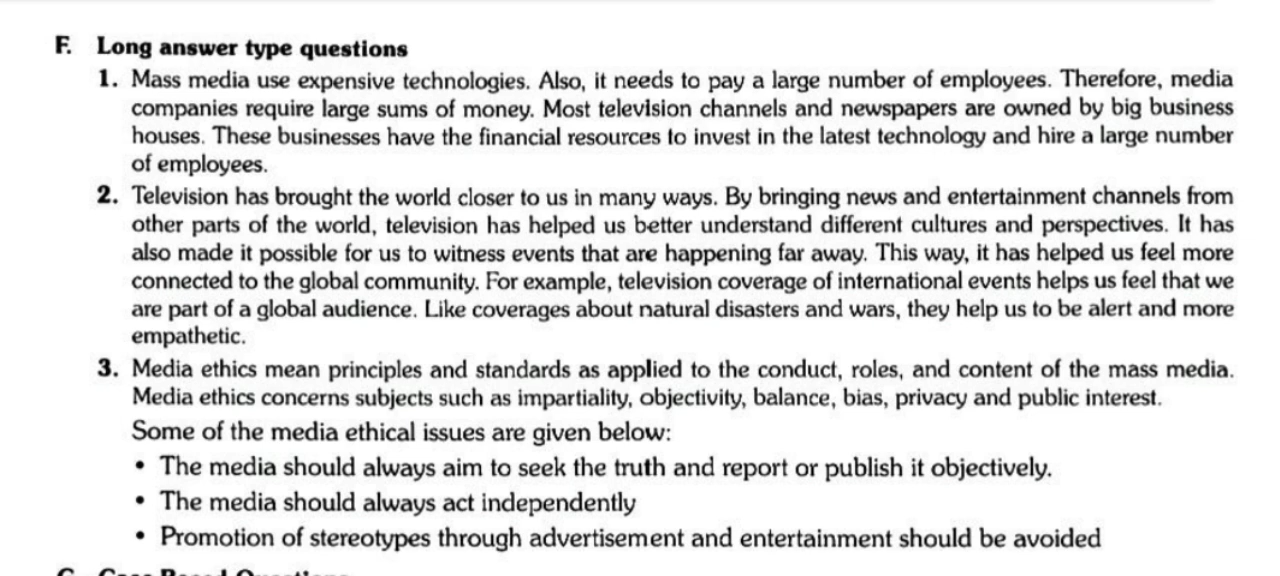 F. Long answer type questions
1. Mass media use expensive technologies. Also, it needs to pay a large number of employees. Therefore, media
companies require large sums of money. Most television channels and newspapers are owned by big business
houses. These businesses have the financial resources to invest in the latest technology and hire a large number
of employees.
2. Television has brought the world closer to us in many ways. By bringing news and entertainment channels from
other parts of the world, television has helped us better understand different cultures and perspectives. It has
also made it possible for us to witness events that are happening far away. This way, it has helped us feel more
connected to the global community. For example, television coverage of international events helps us feel that we
are part of a global audience. Like coverages about natural disasters and wars, they help us to be alert and more
empathetic.
3. Media ethics mean principles and standards as applied to the conduct, roles, and content of the mass media.
Media ethics concerns subjects such as impartiality, objectivity, balance, bias, privacy and public interest.
Some of the media ethical issues are given below:
• The media should always aim to seek the truth and report or publish it objectively.
• The media should always act independently
• Promotion of stereotypes through advertisement and entertainment should be avoided